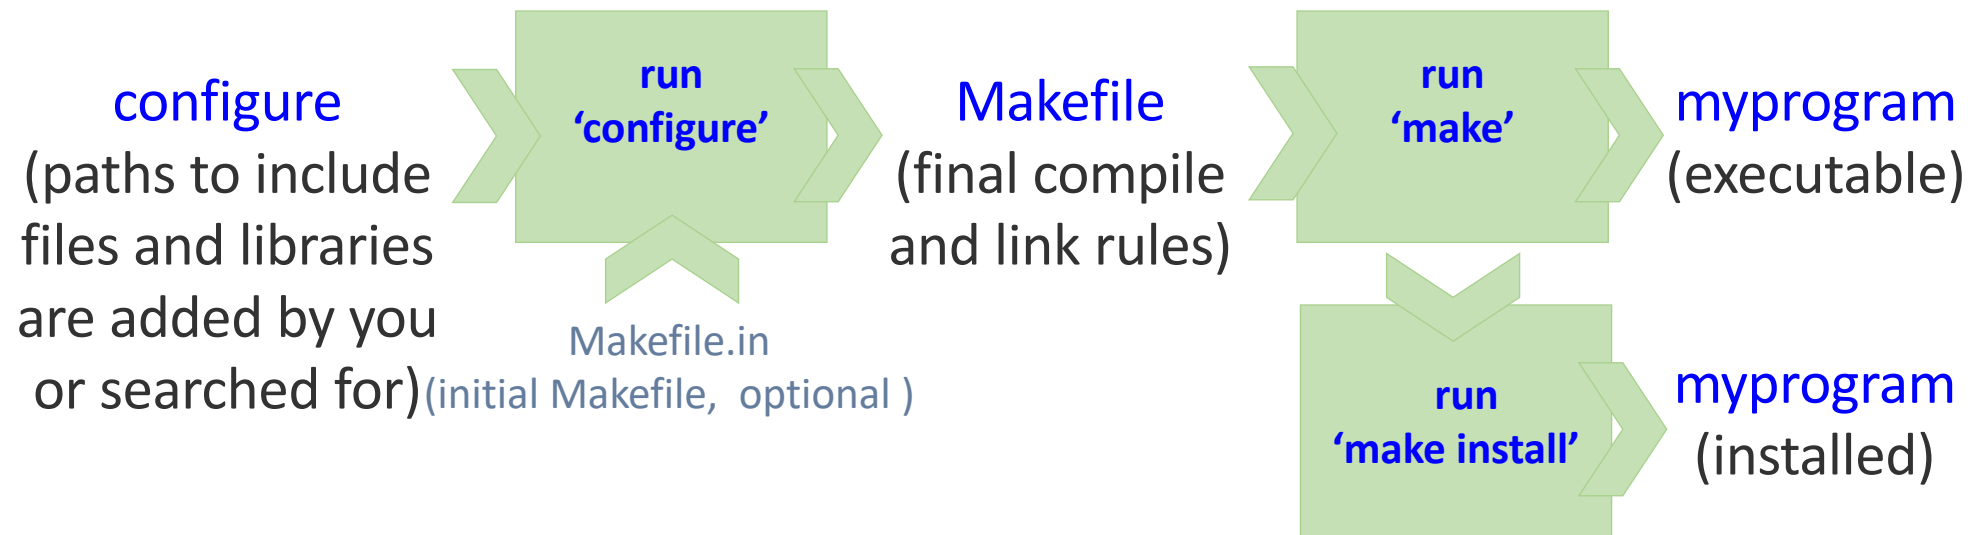 configure
(paths to include
files and libraries
are added by you
or searched for)
run
‘configure’
Makefile.in
(initial Makefile,  optional )
Makefile
(final compile
and link rules)
run
‘make’
myprogram
(executable)
run
‘make install’
myprogram
(installed)